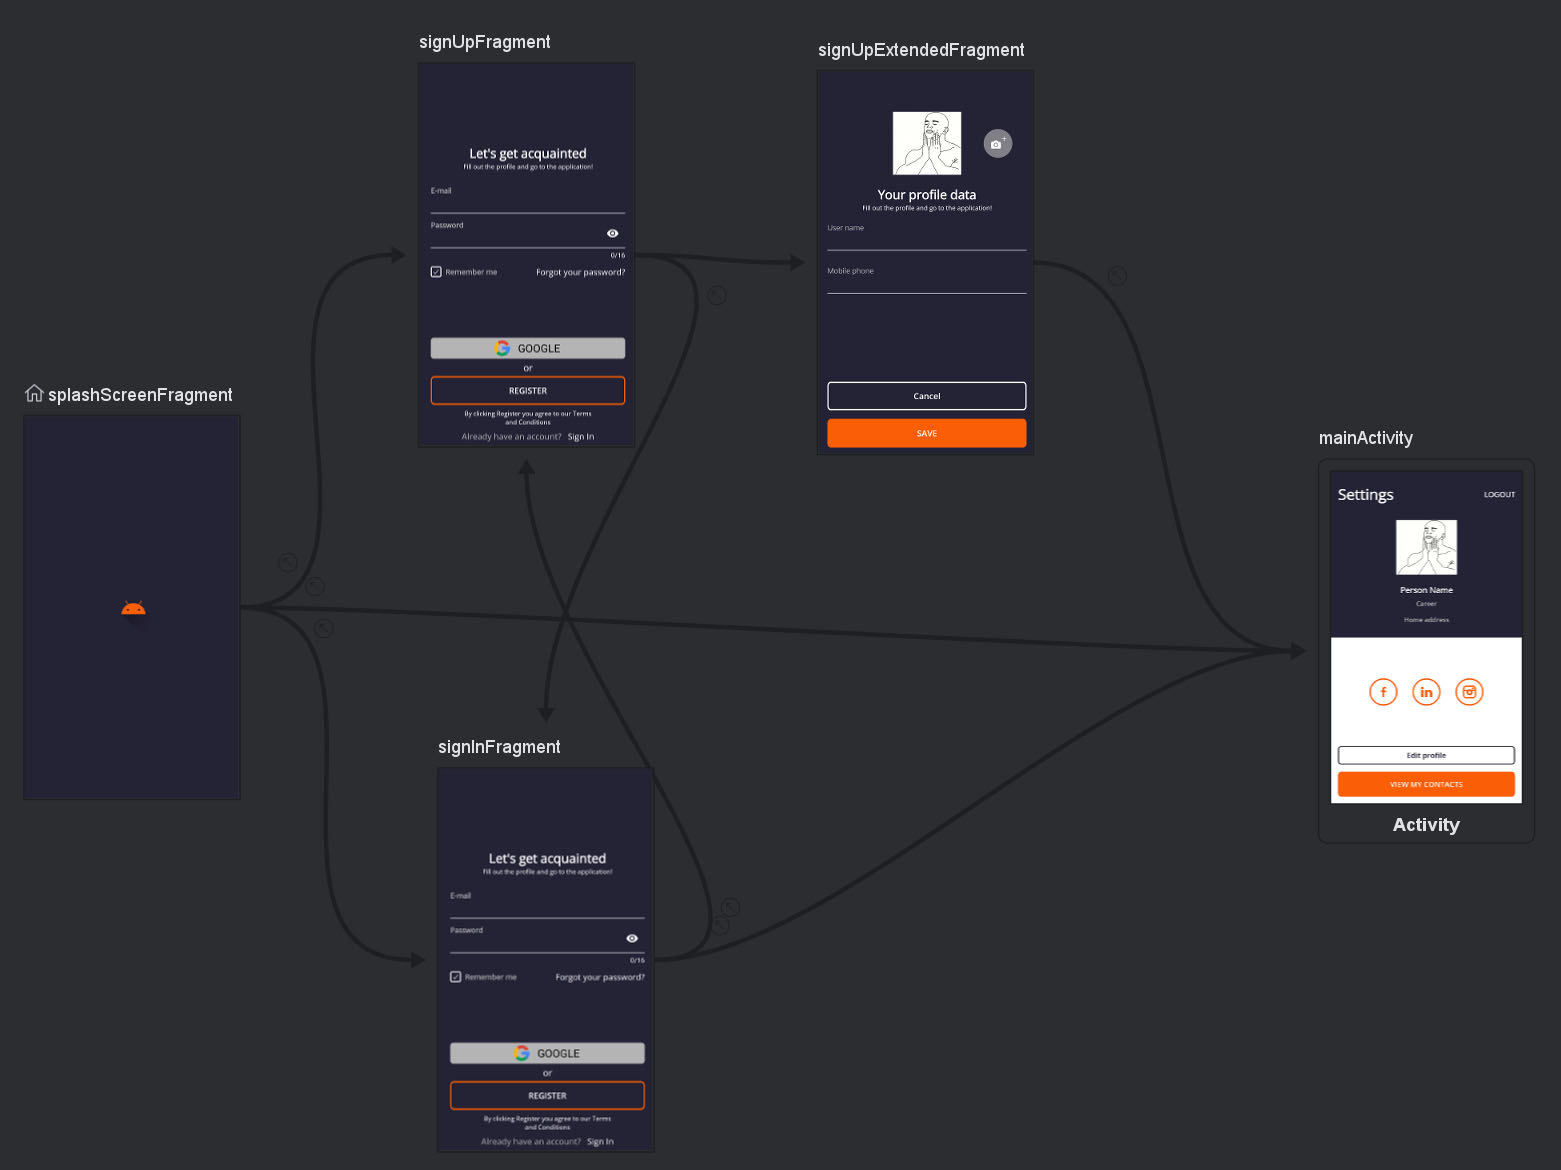 signUpFragment
Let's get acquainted
Fill out the profile and go to the application!
E-mail
Password
0/16
Remember me
Forgot your password?
GOOGLE
or
REGISTER
By clicking Register you agree to our Terms
and Conditions
Already have an account? Sign In
signUpExtendedFragment
Your profile data
Fill out the profile and go to the application!
User name
Mobile phone
Cancel
SAVE
splashScreenFragment
mainActivity
Settings
LOGOUT
Person Name
Career
Home address
f
in
Edit profile
VIEW MY CONTACTS
Activity
signInFragment
Let's get acquainted
Fill out the profile and go to the application!
E-mail
Password
0/16
Remember me
Forgot your password?
GOOGLE
or
REGISTER
By clicking Register you agree to our Terms
and Conditions
Already have an account? Sign In